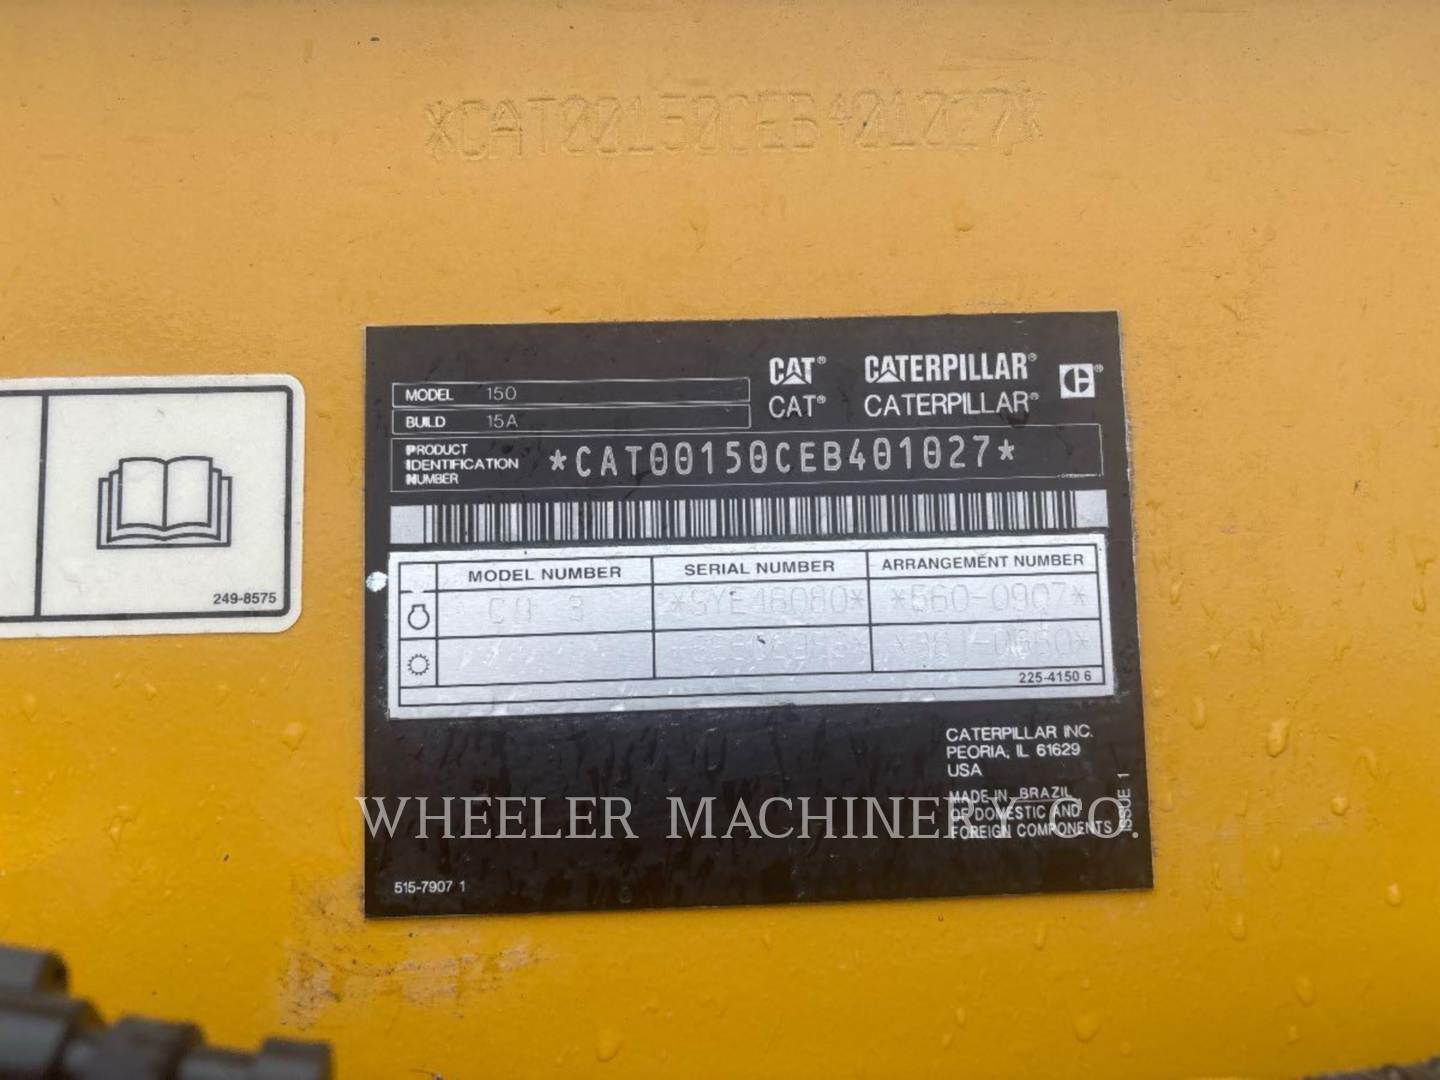 *CAT00150CEB401027*
CAT® CATERPILLAR®
CAT® CATERPILLAR®
MODEL 150
BUILD 15A
PRODUCT IDENTIFICATION NUMBER *CAT00150CEB401027*
MODEL NUMBER SERIAL NUMBER ARRANGEMENT NUMBER
*SYE46080* *560-0907*
225-4150 6
249-8575
CATERPILLAR INC.
PEORIA, IL 61629
USA
MADE IN BRAZIL
OF DOMESTIC AND
FOREIGN COMPONENTS
ISSUE 1
WHEELER MACHINERY CO.
515-7907 1